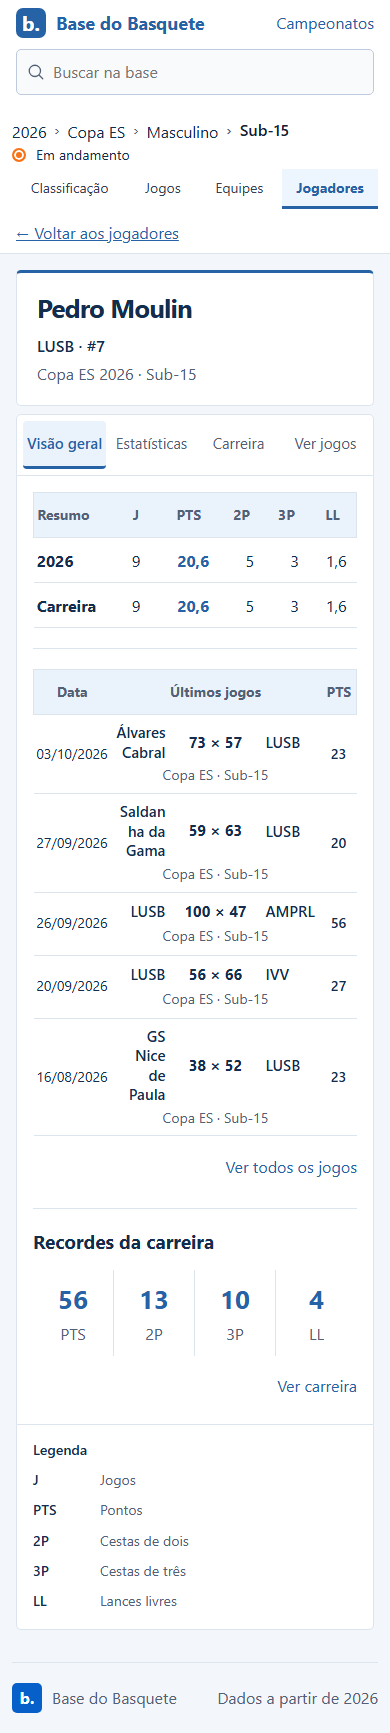 b. Base do Basquete Campeonatos
Buscar na base
2026 › Copa ES › Masculino › Sub-15
Em andamento
Classificação Jogos Equipes Jogadores
← Voltar aos jogadores
Pedro Moulin
LUSB · #7
Copa ES 2026 · Sub-15
Visão geral Estatísticas Carreira Ver jogos
Resumo J PTS 2P 3P LL
2026 9 20,6 5 3 1,6
Carreira 9 20,6 5 3 1,6
Data Últimos jogos PTS
03/10/2026 Álvares Cabral 73 × 57 LUSB 23
Copa ES · Sub-15
27/09/2026 Saldanha da Gama 59 × 63 LUSB 20
Copa ES · Sub-15
26/09/2026 LUSB 100 × 47 AMPRL 56
Copa ES · Sub-15
20/09/2026 LUSB 56 × 66 IVV 27
Copa ES · Sub-15
16/08/2026 GS Nice de Paula 38 × 52 LUSB 23
Copa ES · Sub-15
Ver todos os jogos
Recordes da carreira
56 13 10 4
PTS 2P 3P LL
Ver carreira
Legenda
J Jogos
PTS Pontos
2P Cestas de dois
3P Cestas de três
LL Lances livres
b. Base do Basquete Dados a partir de 2026